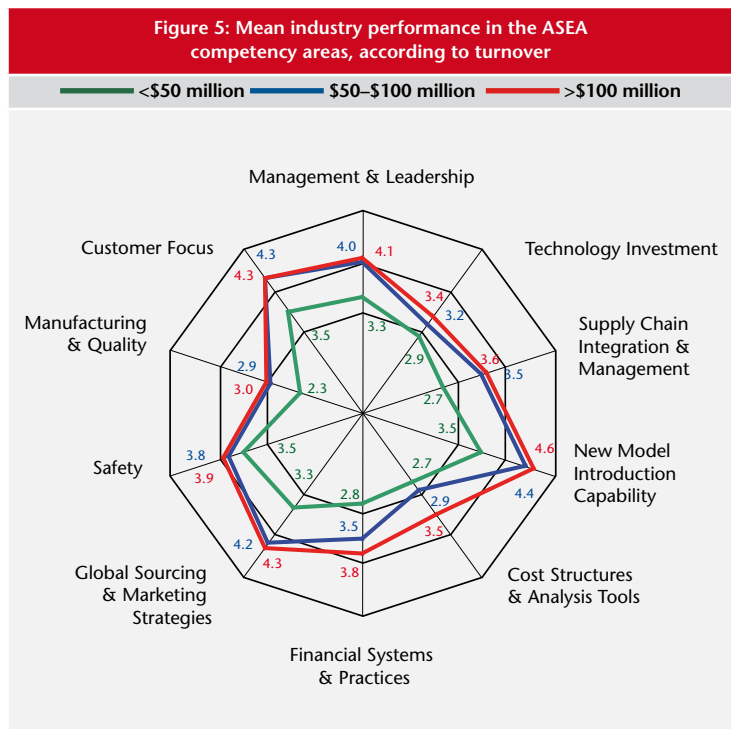 Figure 5: Mean industry performance in the ASEA
competency areas, according to turnover
<$50 million $50–$100 million >$100 million
Management & Leadership
Customer Focus
Technology Investment
4.3
4.0
4.1
4.3
Manufacturing
& Quality
Supply Chain
Integration &
Management
3.4
3.2
3.5
3.3
2.9
2.9
3.0
2.3
3.6
3.5
2.7
Safety
New Model
Introduction
Capability
3.8
3.9
3.5
3.5
4.6
4.4
3.3
2.8
2.7
2.9
4.2
4.3
3.5
3.5
3.8
Global Sourcing
& Marketing
Strategies
Cost Structures
& Analysis Tools
Financial Systems
& Practices